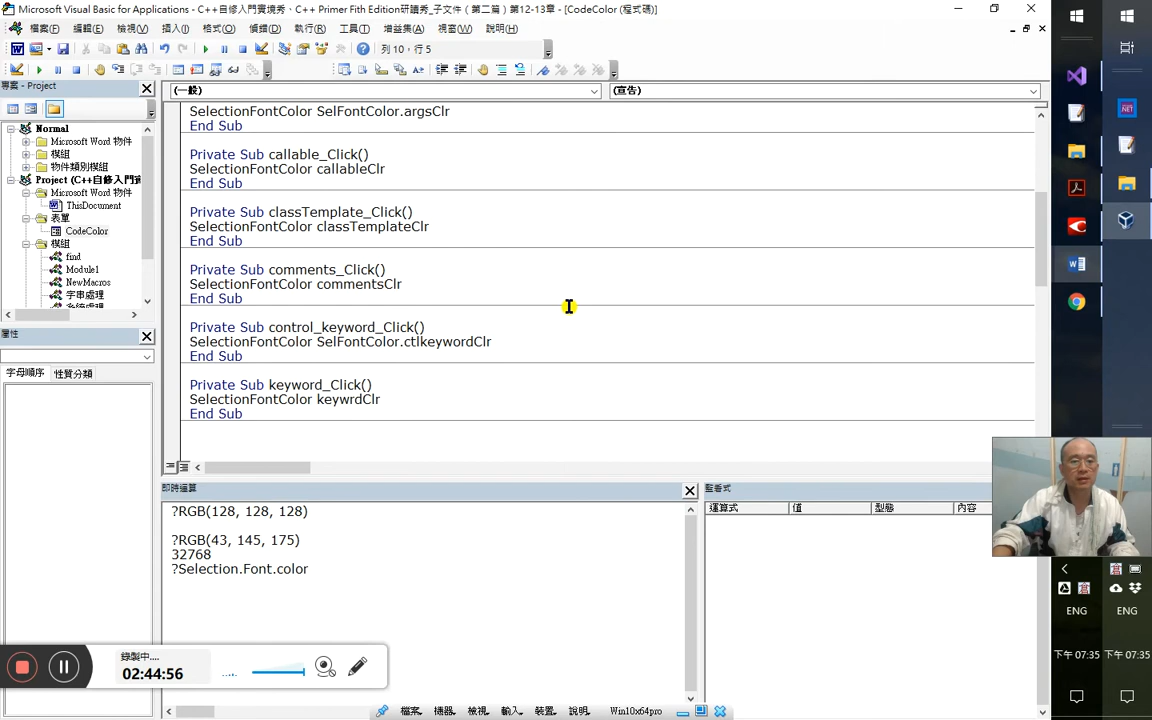 Microsoft Visual Basic for Applications - C++自修入門實境秀、C++ Primer Fith Edition研讀秀_子文件 ( 第二篇 ) 第12-13章 - [CodeColor (程式碼)]
檔案(F) 編輯(E) 檢視(V) 插入(I) 格式(O) 偵錯(D) 執行(R) 工具(T) 增益集(A) 視窗(W) 說明(H)
列 10，行 5
專案 - Project
(一般)
(宣告)
Normal
Microsoft Word 物件
模組
物件類別模組
Project (C++自修入門實
Microsoft Word 物件
ThisDocument
表單
CodeColor
模組
find
Module1
NewMacros
字串處理
屬性
字母順序 性質分類
SelectionFontColor SelFontColor.argsClr
End Sub
Private Sub callable_Click()
SelectionFontColor callableClr
End Sub
Private Sub classTemplate_Click()
SelectionFontColor classTemplateClr
End Sub
Private Sub comments_Click()
SelectionFontColor commentsClr
End Sub
Private Sub control_keyword_Click()
SelectionFontColor SelFontColor.ctlkeywordClr
End Sub
Private Sub keyword_Click()
SelectionFontColor keywrdClr
End Sub
即時運算
?RGB(128, 128, 128)
?RGB(43, 145, 175)
32768
?Selection.Font.color
監看式
運算式 值 型態 內容
錄製中....
02:44:56
檔案 機器 檢視 輸入 裝置 說明 Win10x64pro
ENG ENG
下午 07:35 下午 07:35